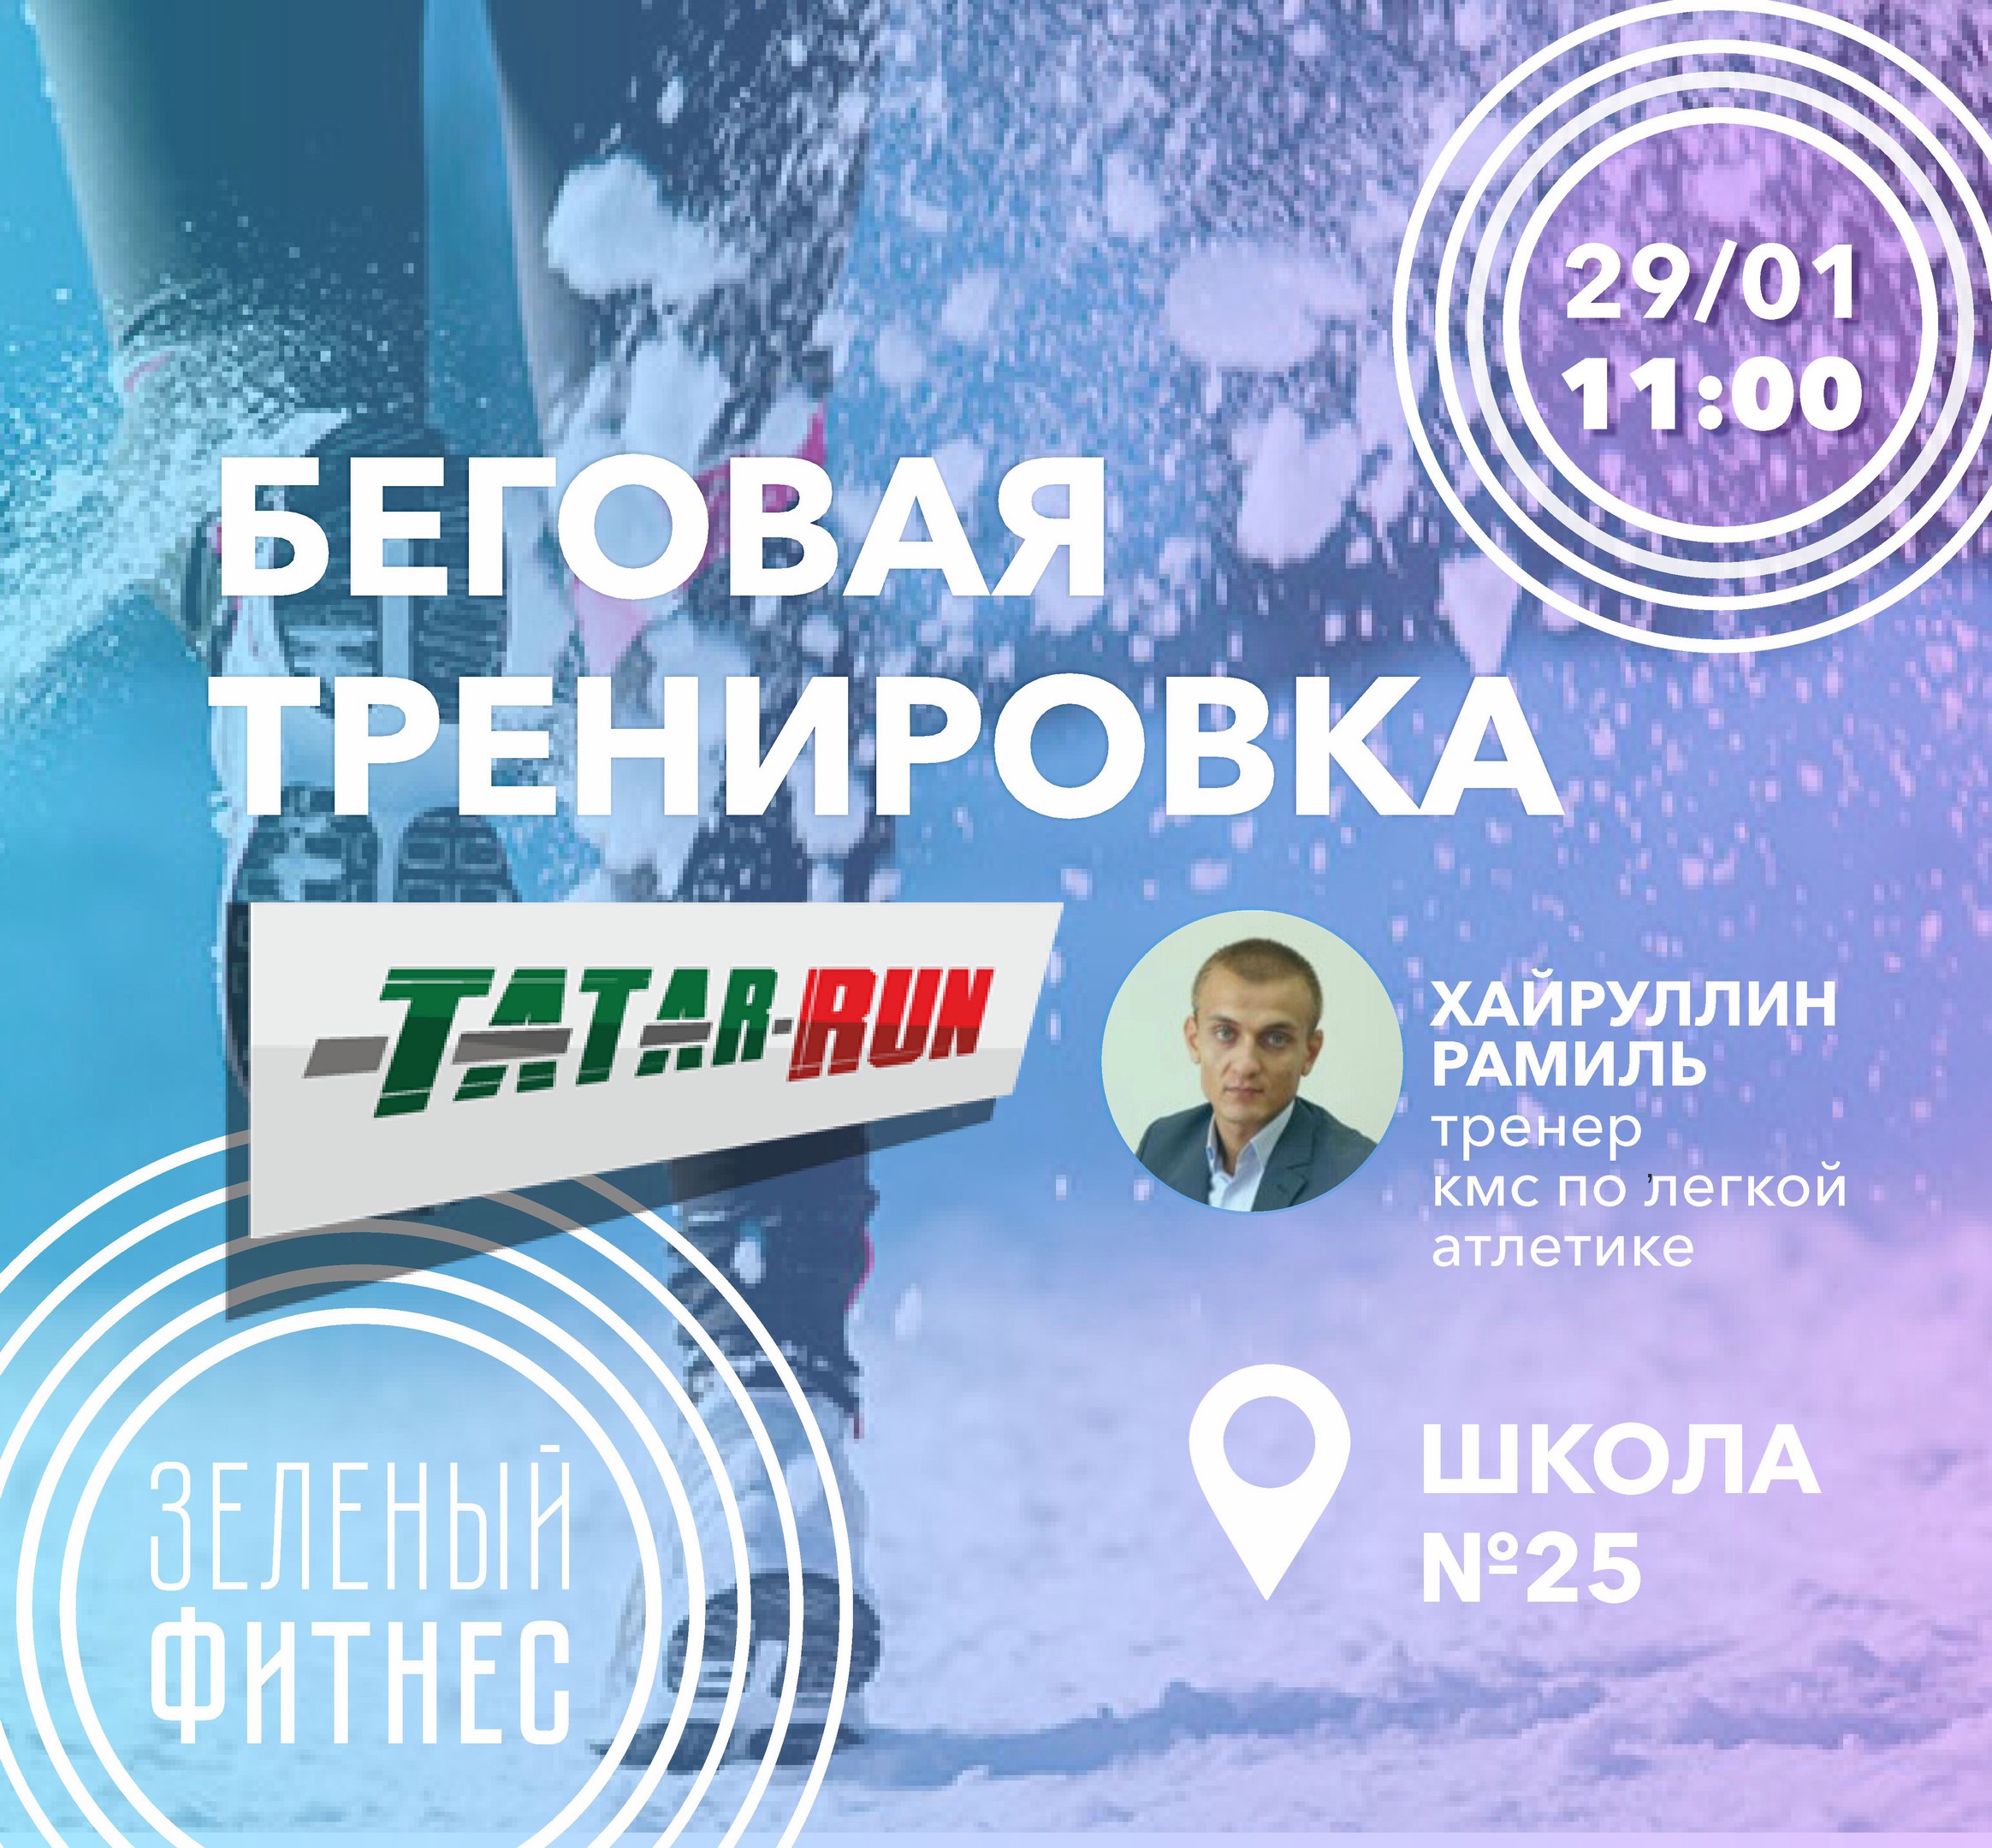 29/01
11:00
БЕГОВАЯ
ТРЕНИРОВКА
TATAR-RUN
ХАЙРУЛЛИН
РАМИЛЬ
тренер
кмс по легкой
атлетике
ШКОЛА
№25
ЗЕЛЕНЫЙ
ФИТНЕС